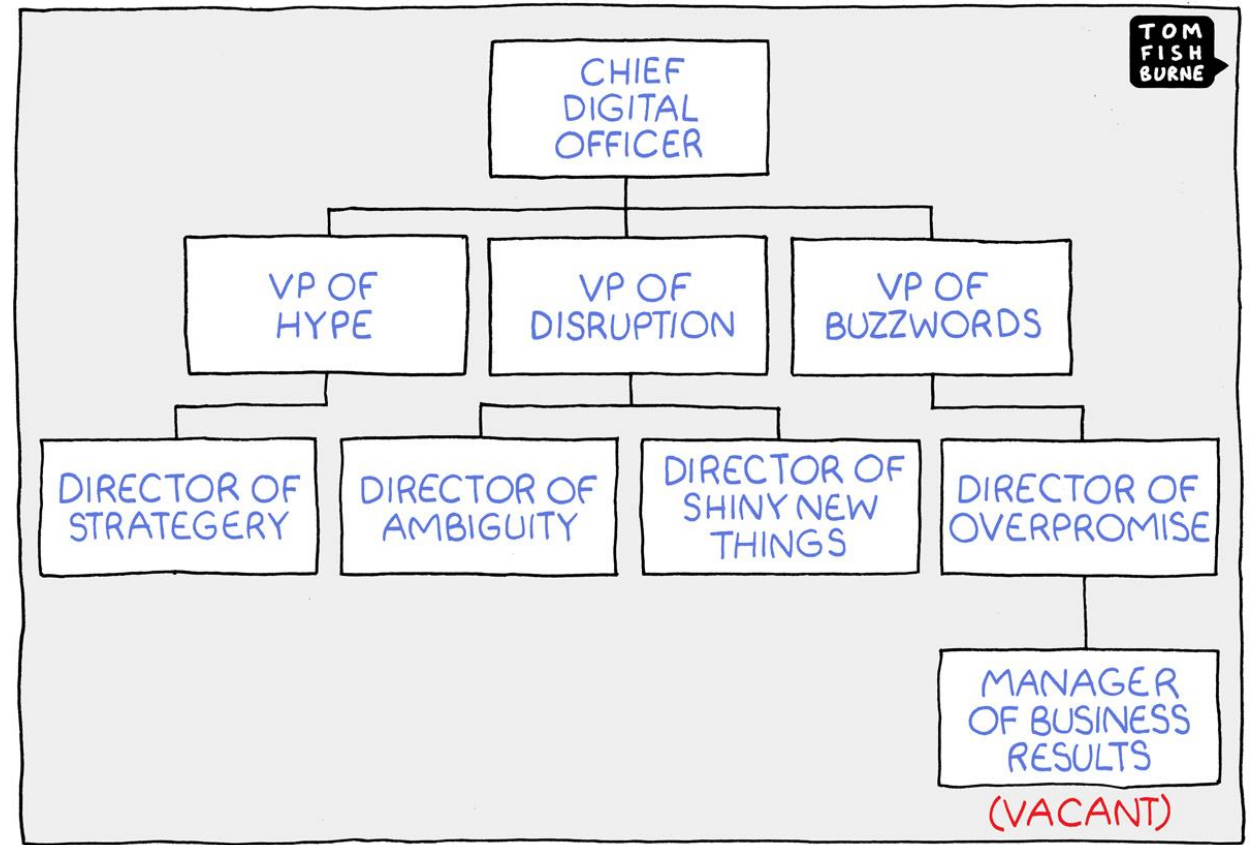 TOM
FISH
BURNE
CHIEF
DIGITAL
OFFICER
VP OF
HYPE
VP OF
DISRUPTION
VP OF
BUZZWORDS
DIRECTOR OF
STRATEGERY
DIRECTOR OF
AMBIGUITY
DIRECTOR OF
SHINY NEW
THINGS
DIRECTOR OF
OVERPROMISE
MANAGER
OF BUSINESS
RESULTS
(VACANT)